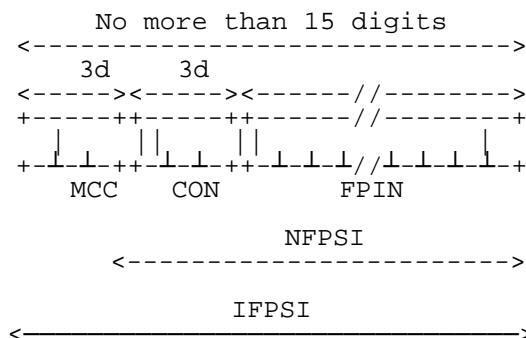 No more than 15 digits
3d 3d
MCC CON FPIN
NFPSI
IFPSI